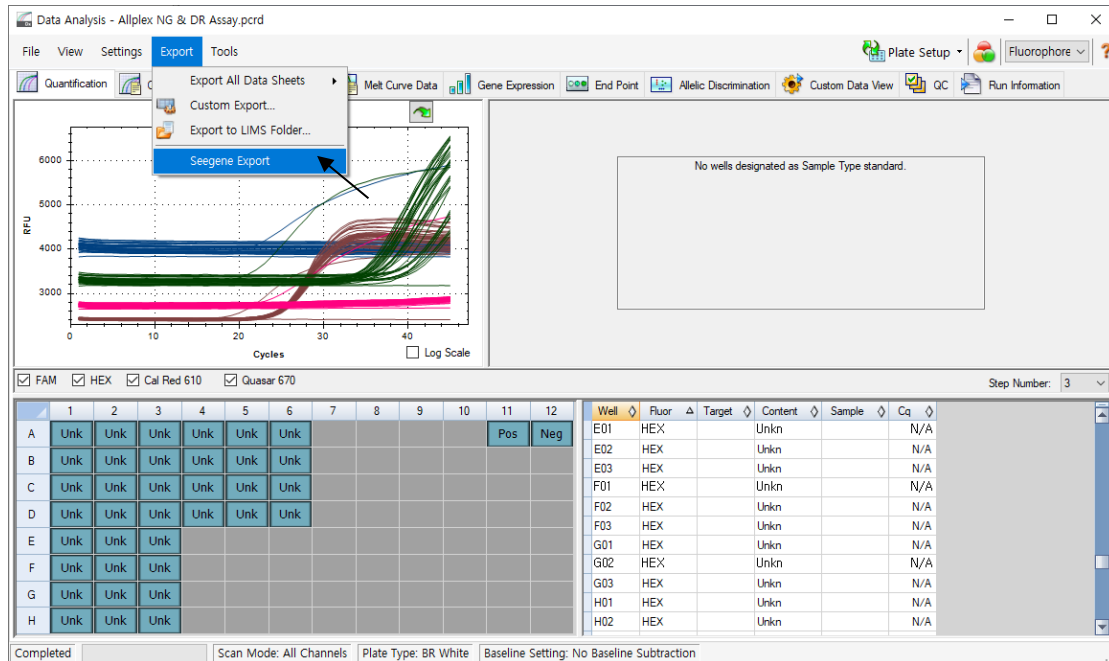 Data Analysis - Allplex NG & DR Assay.pcrd
File View Settings Export Tools Plate Setup Fluorophore ?
Quantification Melt Curve Data Gene Expression End Point Allelic Discrimination Custom Data View QC Run Information
Export All Data Sheets
Custom Export...
Export to LIMS Folder...
Seegene Export
No wells designated as Sample Type standard.
6000
5000
4000
3000
RFU
0 10 20 30 40
Cycles
Log Scale
FAM HEX Cal Red 610 Quasar 670 Step Number: 3
1 2 3 4 5 6 7 8 9 10 11 12
A Unk Unk Unk Unk Unk Unk Pos Neg
B Unk Unk Unk Unk Unk Unk
C Unk Unk Unk Unk Unk Unk
D Unk Unk Unk Unk Unk Unk
E Unk Unk Unk
F Unk Unk Unk
G Unk Unk Unk
H Unk Unk Unk
Well Fluor Target Content Sample Cq
E01 HEX Unkn N/A
E02 HEX Unkn N/A
E03 HEX Unkn N/A
F01 HEX Unkn N/A
F02 HEX Unkn N/A
F03 HEX Unkn N/A
G01 HEX Unkn N/A
G02 HEX Unkn N/A
G03 HEX Unkn N/A
H01 HEX Unkn N/A
H02 HEX Unkn N/A
Completed Scan Mode: All Channels Plate Type: BR White Baseline Setting: No Baseline Subtraction